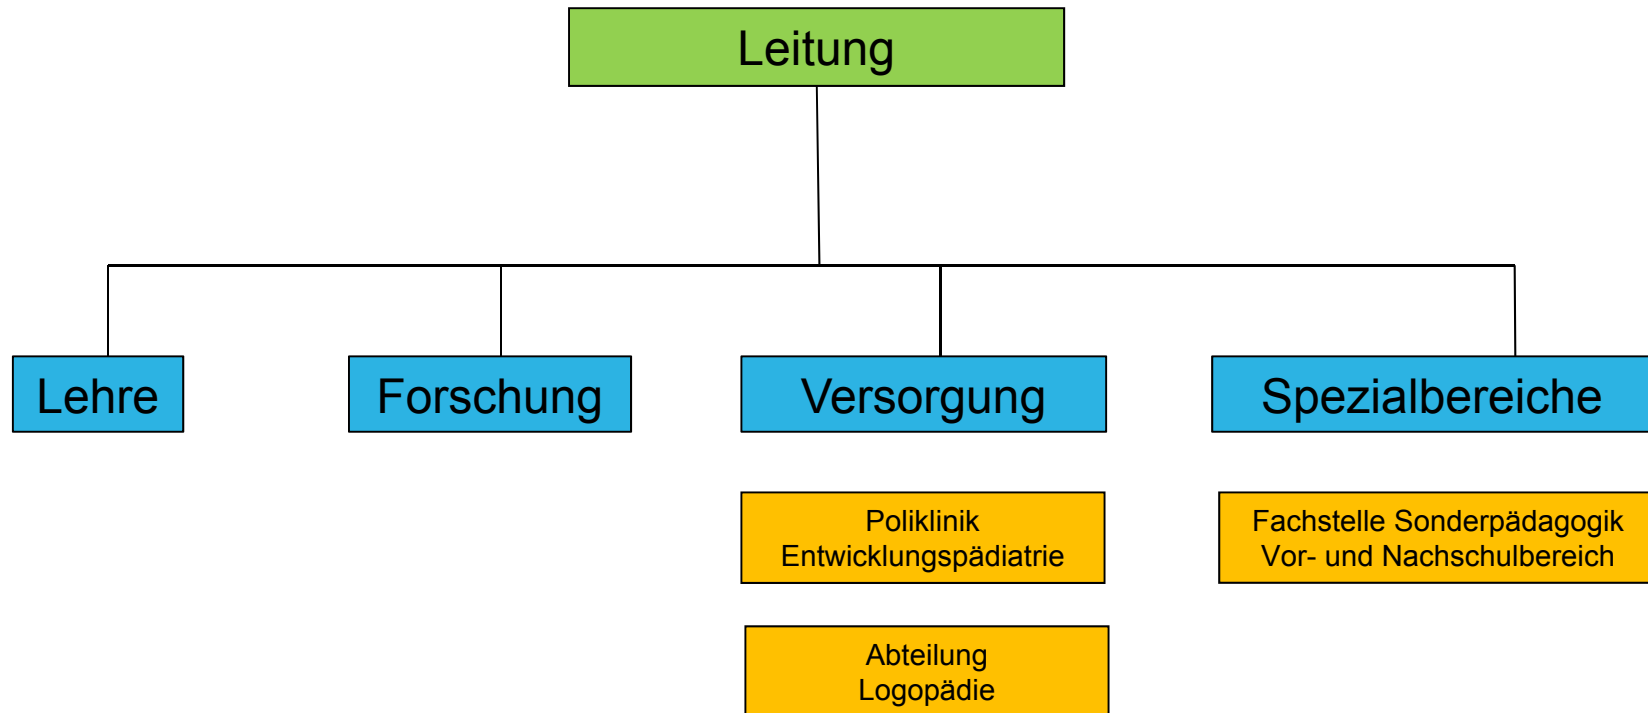 Leitung
Lehre
Forschung
Versorgung
Spezialbereiche
Poliklinik
Entwicklungspädiatrie
Fachstelle Sonderpädagogik
Vor- und Nachschulbereich
Abteilung
Logopädie